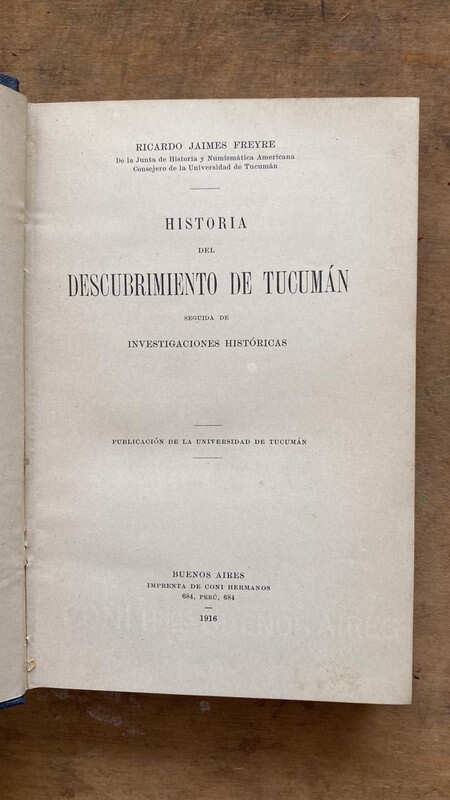 RICARDO JAIMES FREYRE
De la Junta de Historia y Numismática Americana
Consejero de la Universidad de Tucumán
HISTORIA
DEL
DESCUBRIMIENTO DE TUCUMÁN
SEGUIDA DE
INVESTIGACIONES HISTÓRICAS
PUBLICACIÓN DE LA UNIVERSIDAD DE TUCUMÁN
BUENOS AIRES
IMPRENTA DE CONI HERMANOS
684, PERÚ, 684
1916